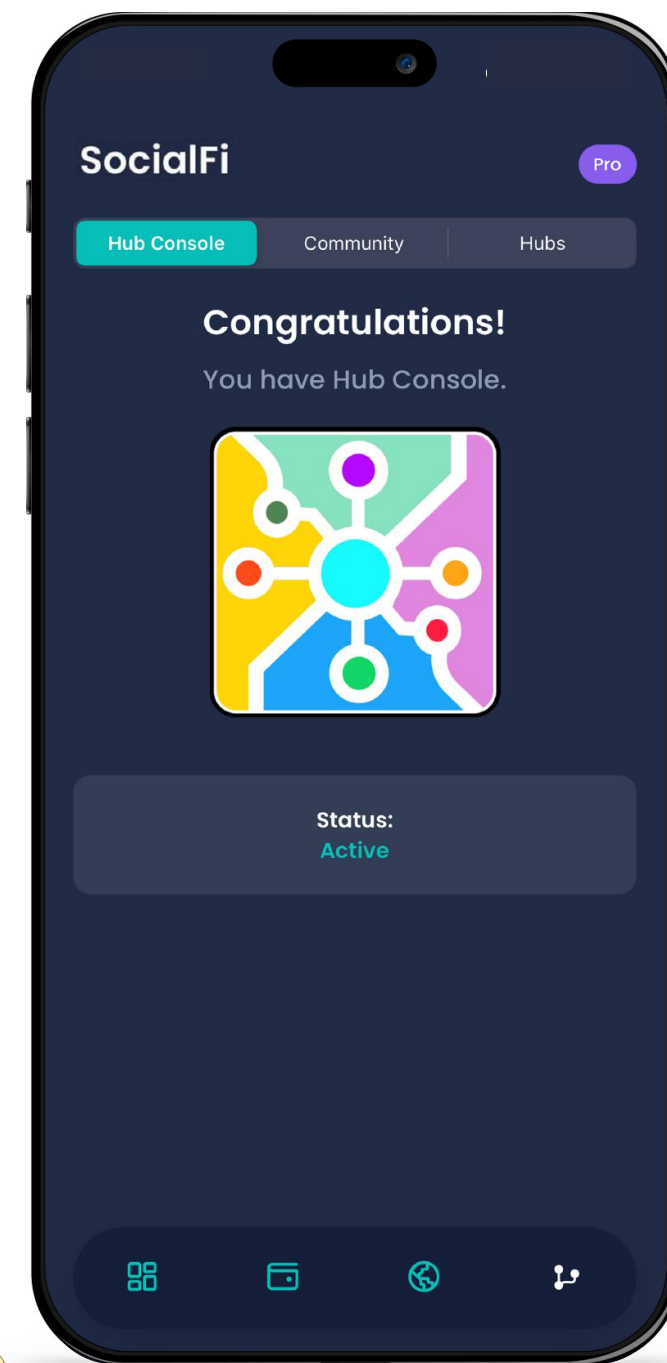 SocialFi
Pro
Hub Console
Community
Hubs
Congratulations!
You have Hub Console.
Status:
Active